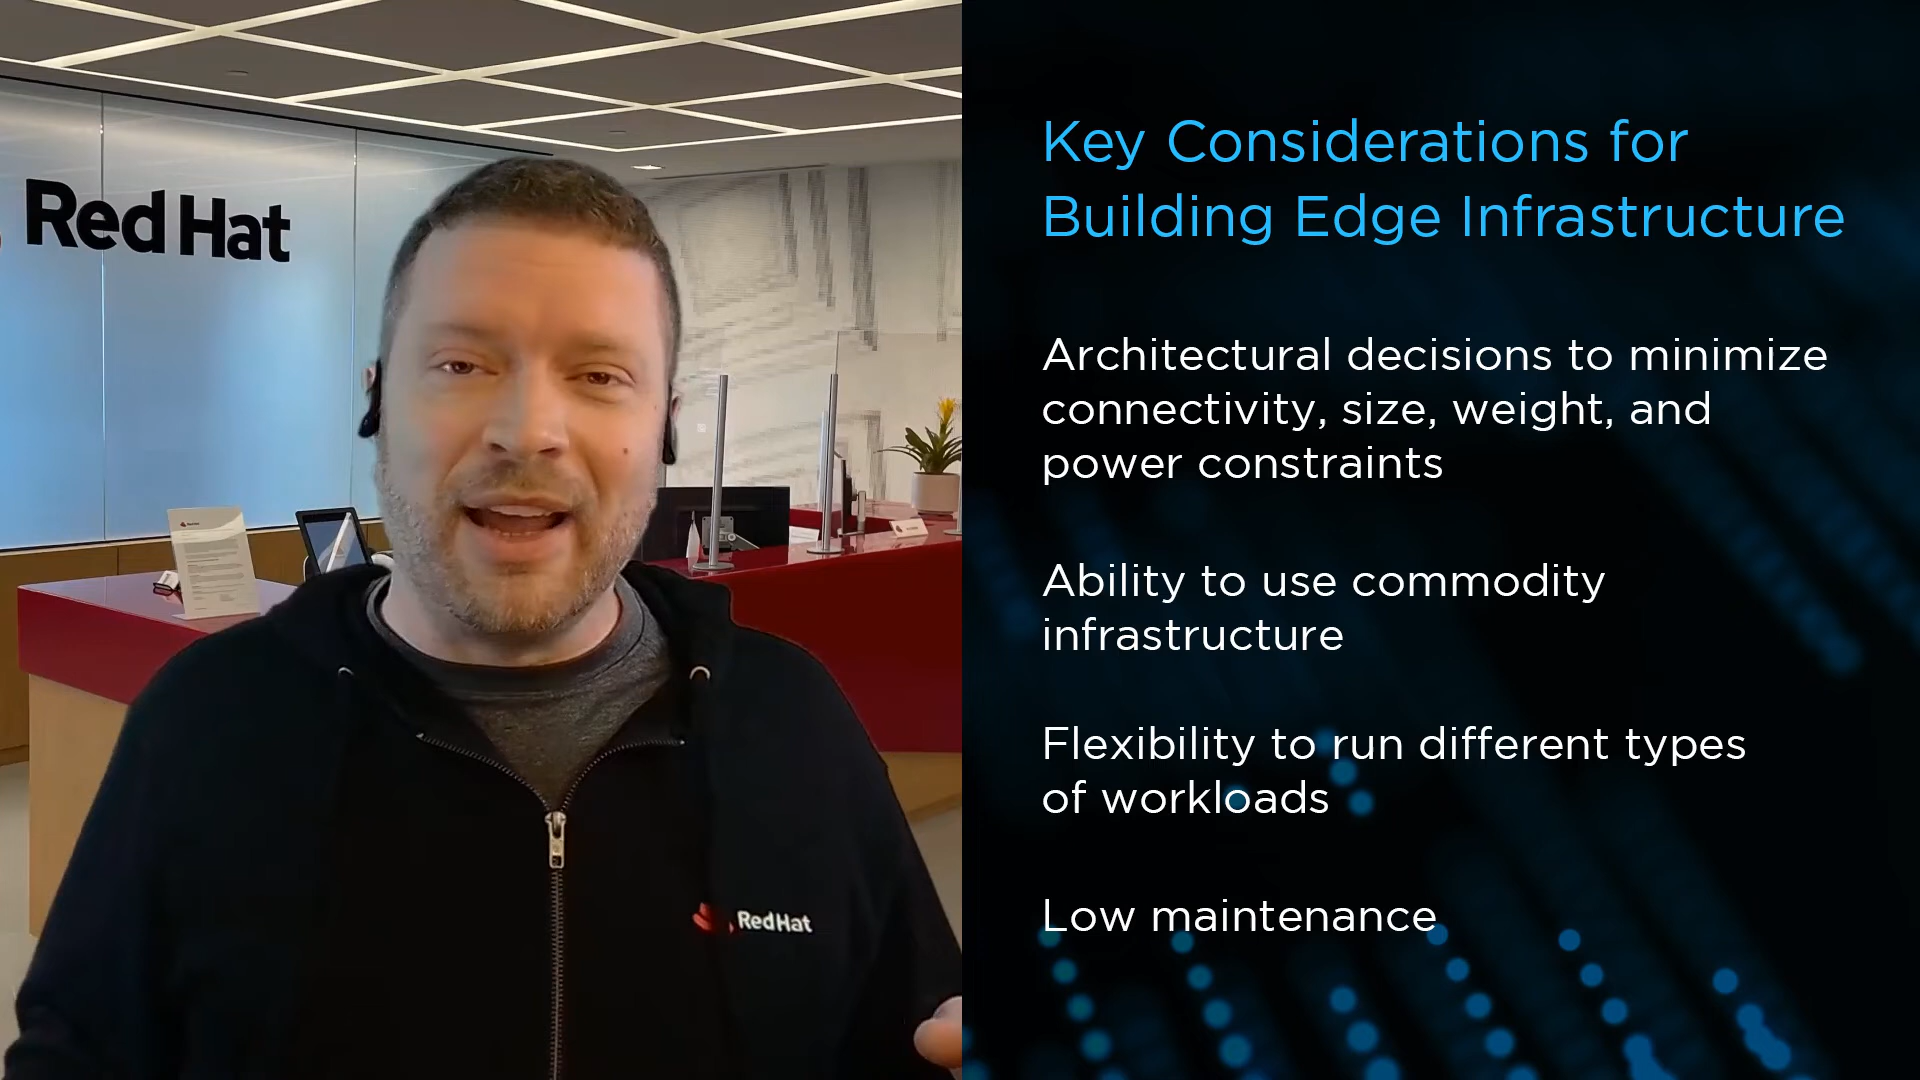 Red Hat
Red Hat
Key Considerations for
Building Edge Infrastructure
Architectural decisions to minimize
connectivity, size, weight, and
power constraints
Ability to use commodity
infrastructure
Flexibility to run different types
of workloads
Low maintenance